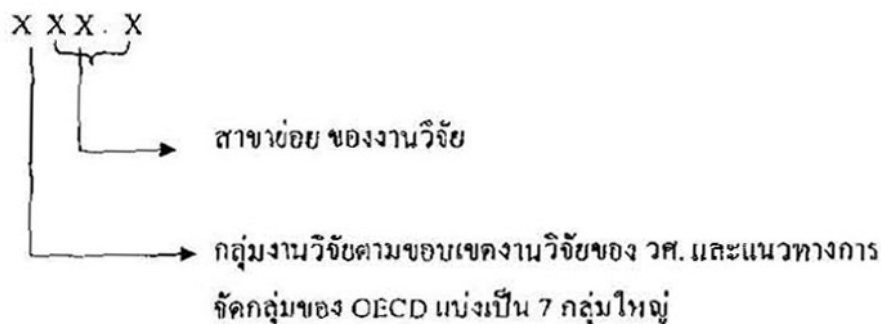 X XX . X
สาขาย่อย ของงานวิจัย
กลุ่มงานวิจัยตามขอบเขตงานวิจัยของ วศ. และแนวทางการ
จัดกลุ่มของ OECD แบ่งเป็น 7 กลุ่มใหญ่